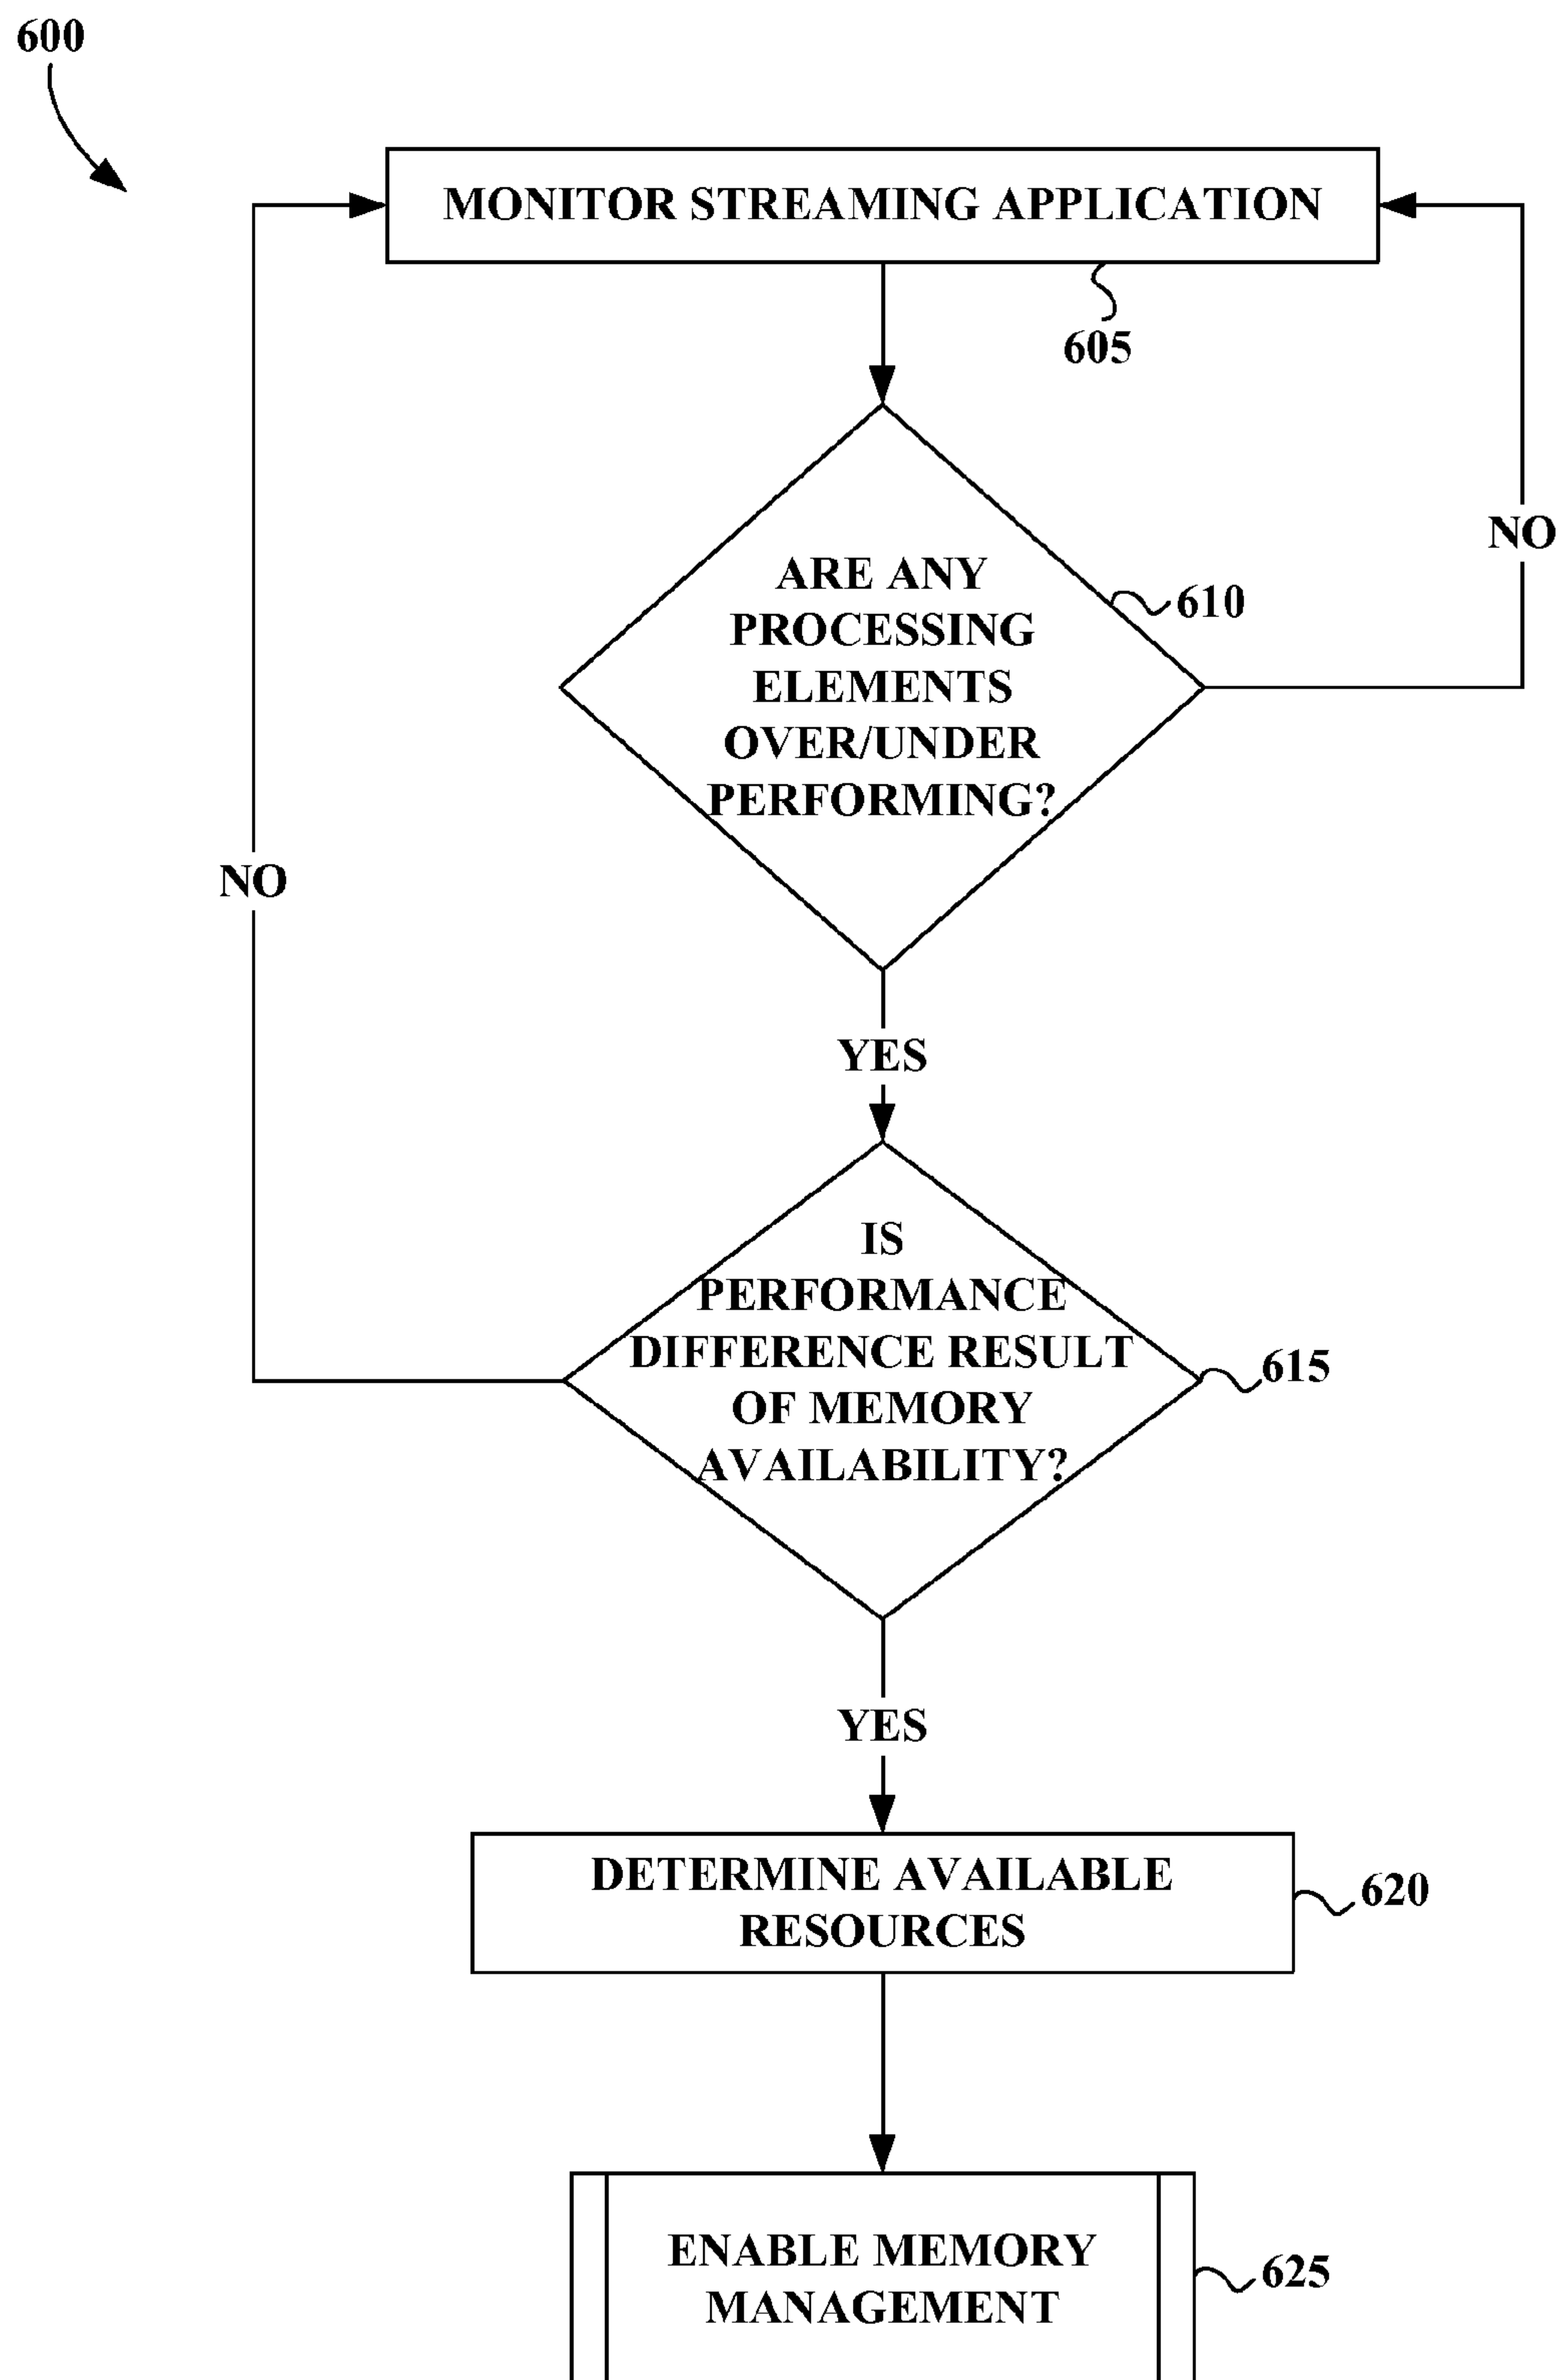 600
MONITOR STREAMING APPLICATION
605
ARE ANY
PROCESSING
ELEMENTS
OVER/UNDER
PERFORMING?
610
NO
NO
YES
IS
PERFORMANCE
DIFFERENCE RESULT
OF MEMORY
AVAILABILITY?
615
YES
DETERMINE AVAILABLE
RESOURCES
620
ENABLE MEMORY
MANAGEMENT
625